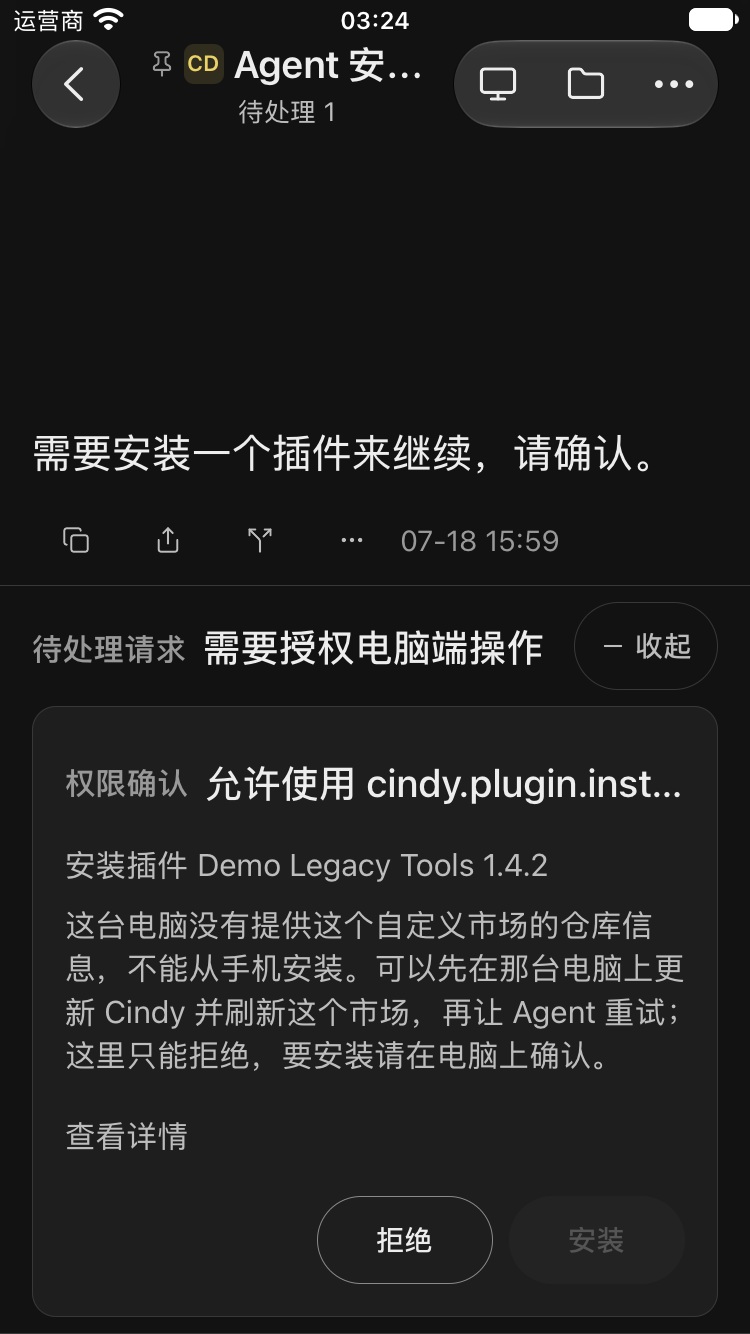 运营商
03:24
CD Agent 安...
待处理 1
需要安装一个插件来继续，请确认。
07-18 15:59
待处理请求 需要授权电脑端操作
收起
权限确认 允许使用 cindy.plugin.inst...
安装插件 Demo Legacy Tools 1.4.2
这台电脑没有提供这个自定义市场的仓库信
息，不能从手机安装。可以先在那台电脑上更
新 Cindy 并刷新这个市场，再让 Agent 重试；
这里只能拒绝，要安装请在电脑上确认。
查看详情
拒绝
安装